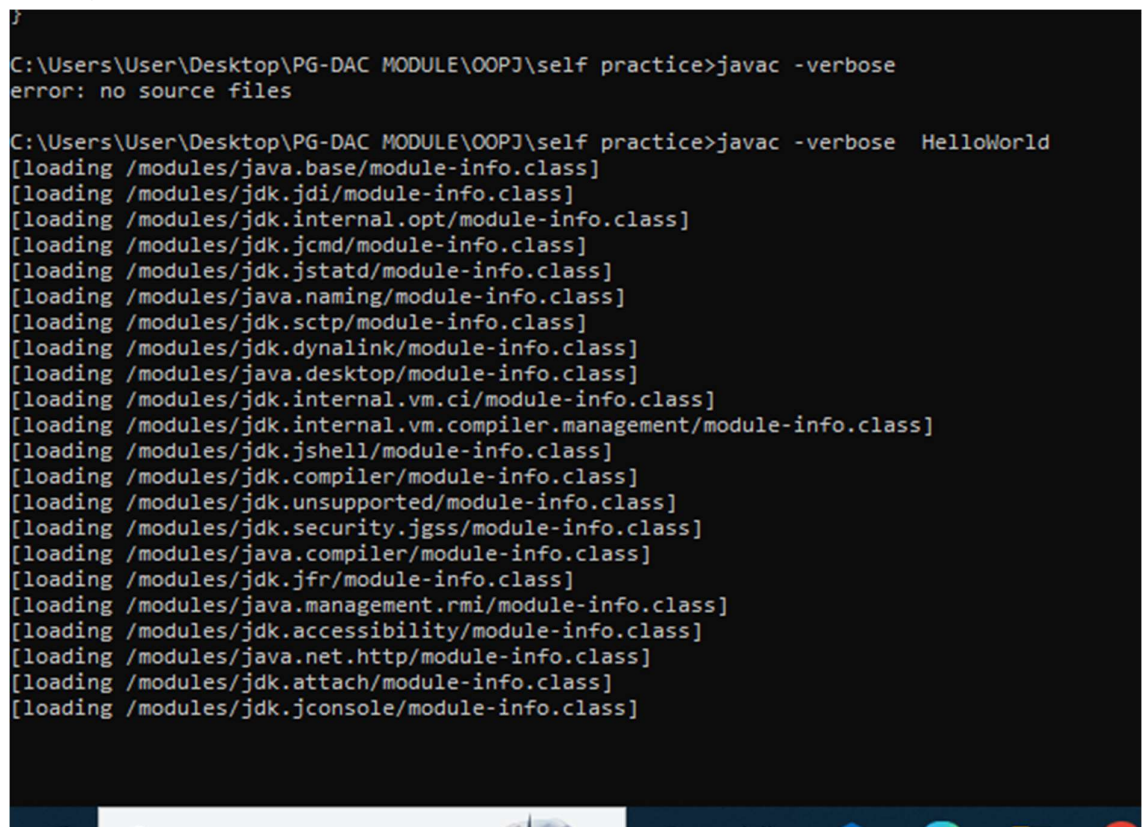 }
C:\Users\User\Desktop\PG-DAC MODULE\OOPJ\self practice>javac -verbose
error: no source files
C:\Users\User\Desktop\PG-DAC MODULE\OOPJ\self practice>javac -verbose  HelloWorld
[loading /modules/java.base/module-info.class]
[loading /modules/jdk.jdi/module-info.class]
[loading /modules/jdk.internal.opt/module-info.class]
[loading /modules/jdk.jcmd/module-info.class]
[loading /modules/jdk.jstatd/module-info.class]
[loading /modules/java.naming/module-info.class]
[loading /modules/jdk.sctp/module-info.class]
[loading /modules/jdk.dynalink/module-info.class]
[loading /modules/java.desktop/module-info.class]
[loading /modules/jdk.internal.vm.ci/module-info.class]
[loading /modules/jdk.internal.vm.compiler.management/module-info.class]
[loading /modules/jdk.jshell/module-info.class]
[loading /modules/jdk.compiler/module-info.class]
[loading /modules/jdk.unsupported/module-info.class]
[loading /modules/jdk.security.jgss/module-info.class]
[loading /modules/java.compiler/module-info.class]
[loading /modules/jdk.jfr/module-info.class]
[loading /modules/java.management.rmi/module-info.class]
[loading /modules/jdk.accessibility/module-info.class]
[loading /modules/java.net.http/module-info.class]
[loading /modules/jdk.attach/module-info.class]
[loading /modules/jdk.jconsole/module-info.class]